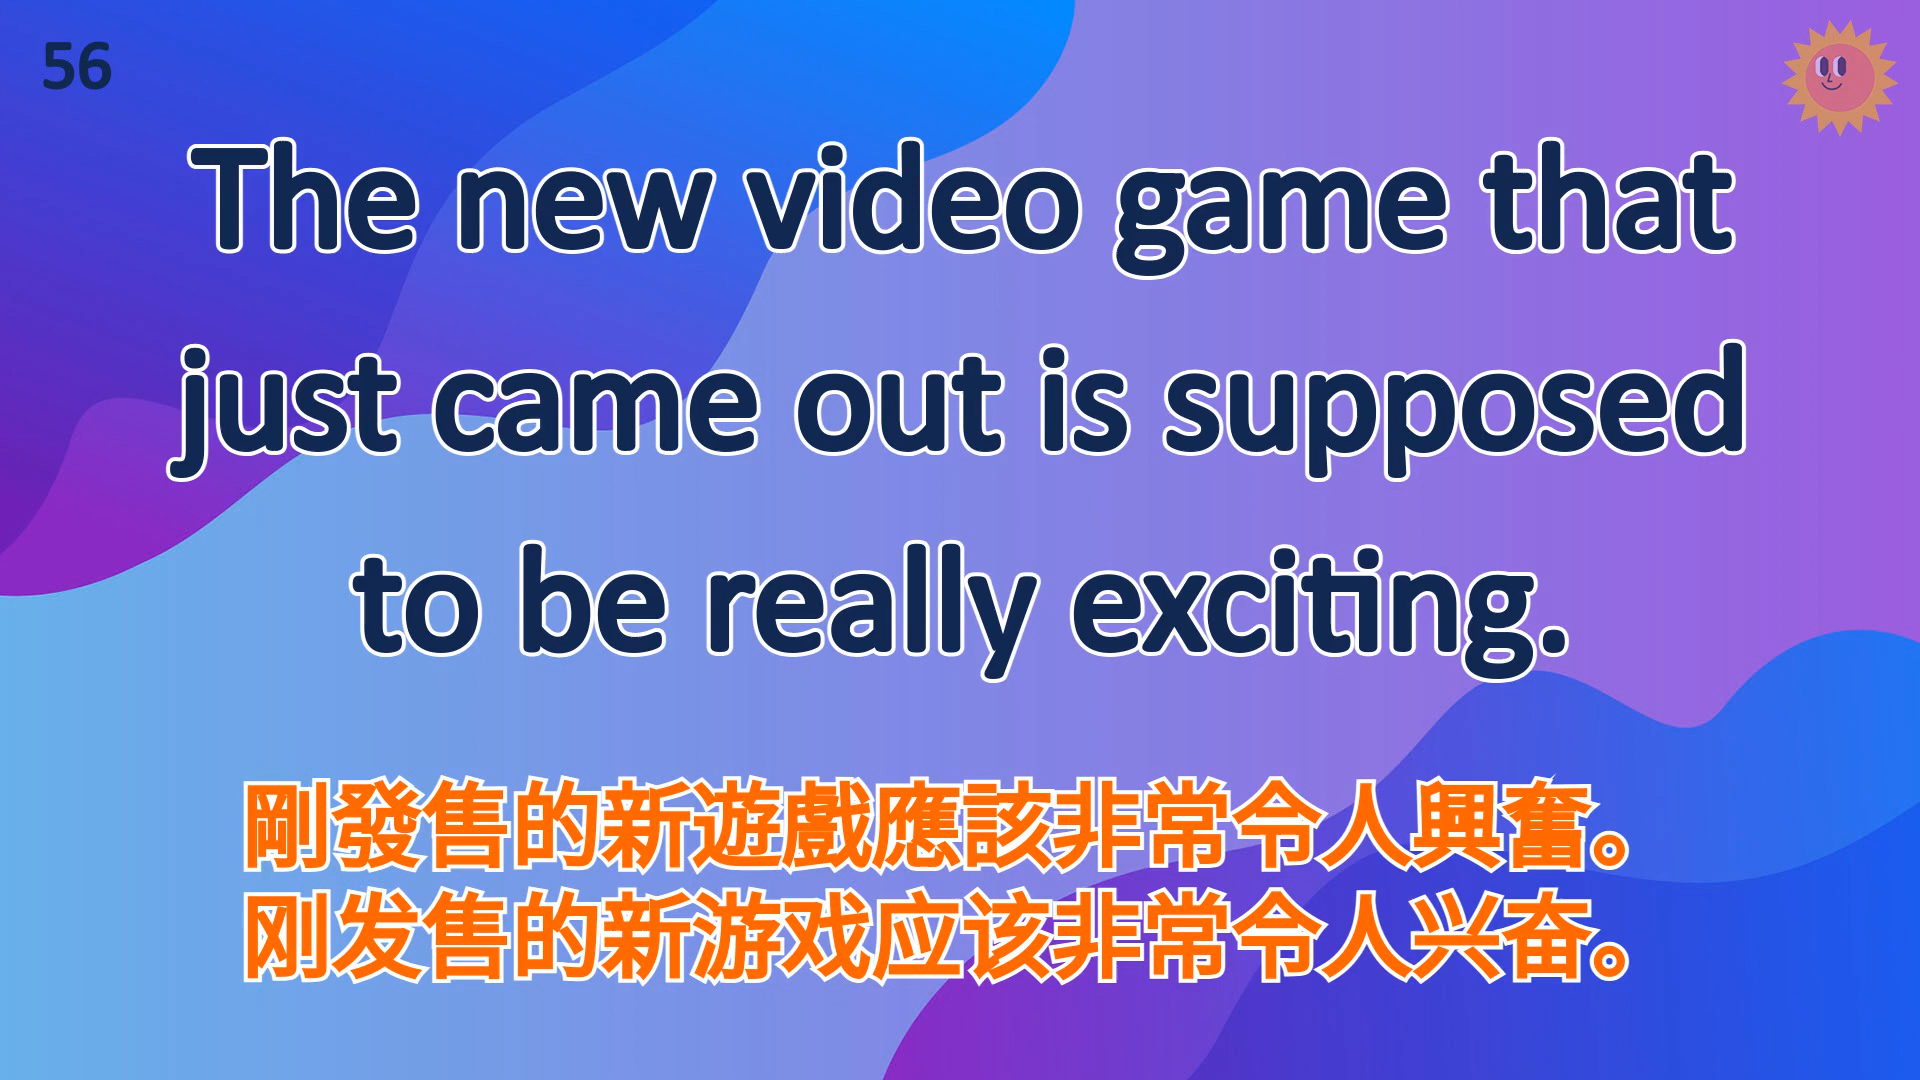 56
The new video game that
just came out is supposed
to be really exciting.
剛發售的新遊戲應該非常令人興奮。
刚发售的新游戏应该非常令人兴奋。